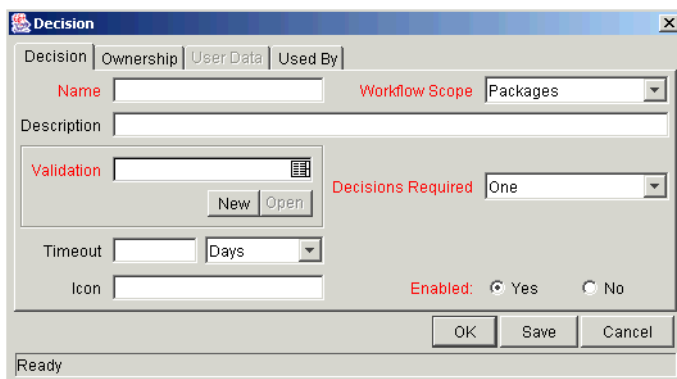 Decision
Decision Ownership User Data Used By
Name Workflow Scope Packages
Description
Validation
Decisions Required One
New Open
Timeout Days
Icon Enabled: Yes No
OK Save Cancel
Ready